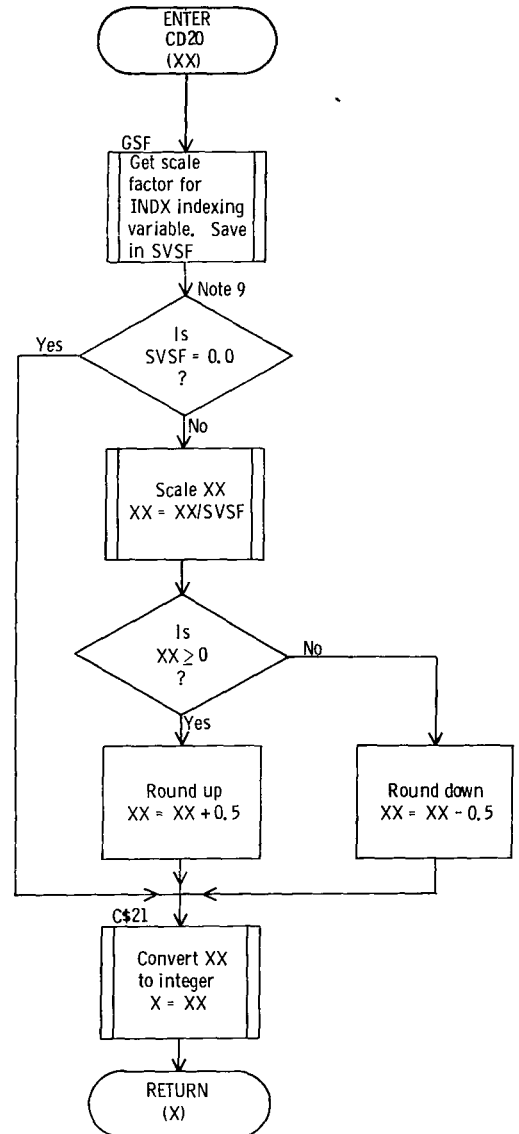 ENTER
CD20
(XX)
GSF
Get scale
factor for
INDX indexing
variable. Save
in SVSF
Note 9
Is
SVSF = 0.0
?
Yes
No
Scale XX
XX = XX/SVSF
Is
XX ≥ 0
?
No
Yes
Round up
XX = XX + 0.5
Round down
XX = XX - 0.5
C$21
Convert XX
to integer
X = XX
RETURN
(X)